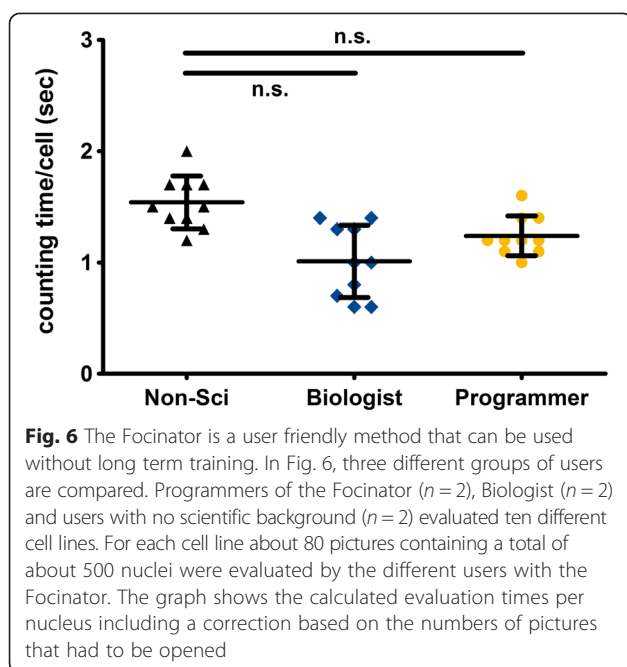 3
n.s.
n.s.
2
1
0
counting time/cell (sec)
Non-Sci Biologist Programmer
Fig. 6 The Focinator is a user friendly method that can be used
without long term training. In Fig. 6, three different groups of users
are compared. Programmers of the Focinator (n = 2), Biologist (n = 2)
and users with no scientific background (n = 2) evaluated ten different
cell lines. For each cell line about 80 pictures containing a total of
about 500 nuclei were evaluated by the different users with the
Focinator. The graph shows the calculated evaluation times per
nucleus including a correction based on the numbers of pictures
that had to be opened